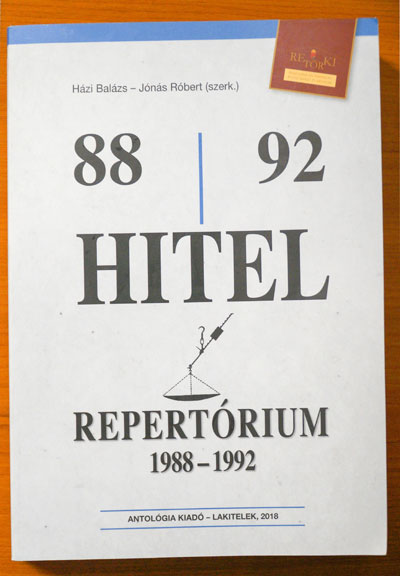 RETÖRKI
Házi Balázs – Jónás Róbert (szerk.)
88 92
HITEL
REPERTÓRIUM
1988–1992
ANTOLÓGIA KIADÓ – LAKITELEK, 2018